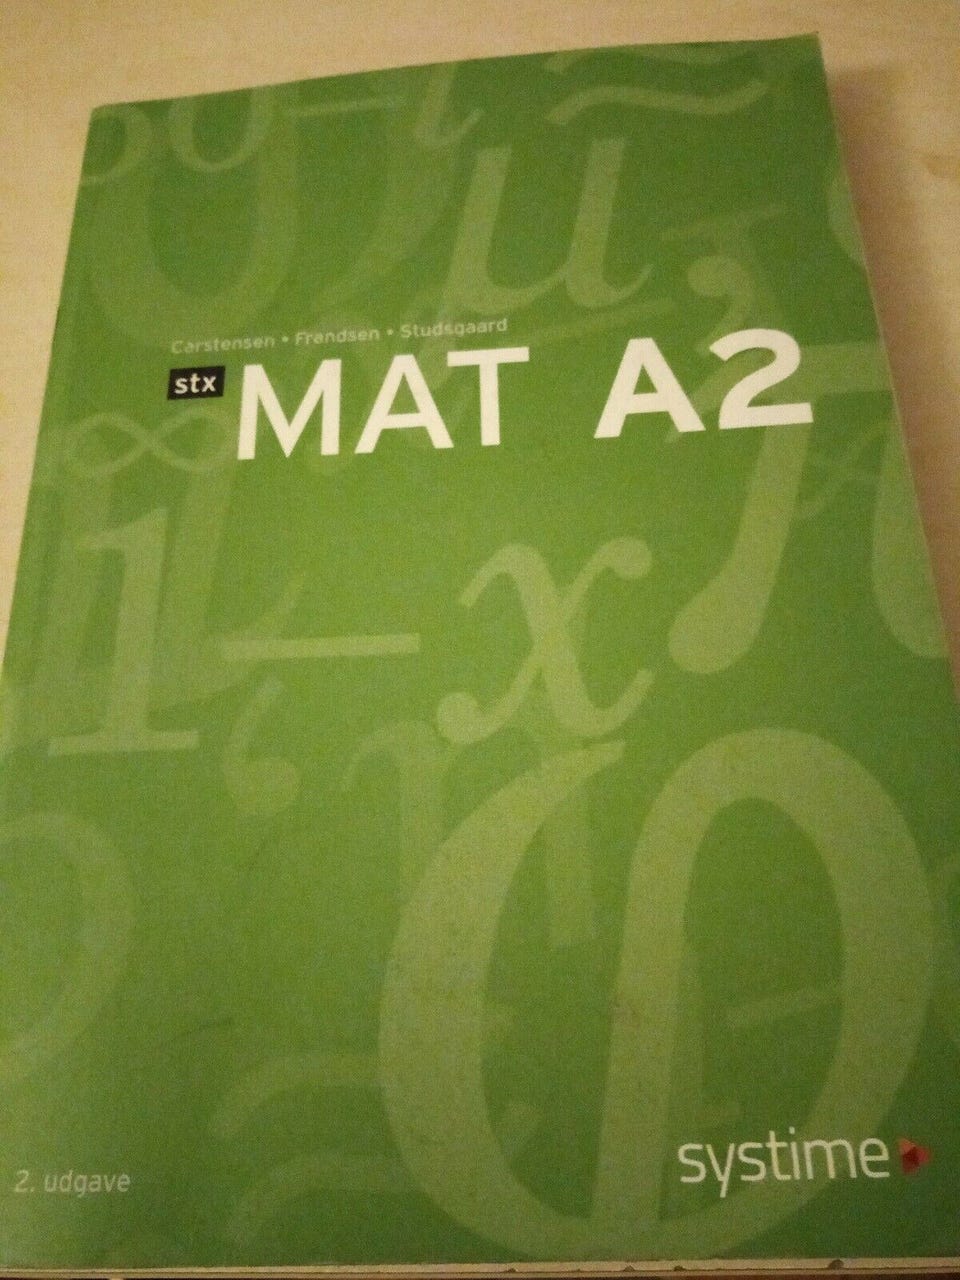 Carstensen • Frandsen • Studsgaard
stx MAT A2
2. udgave
systime